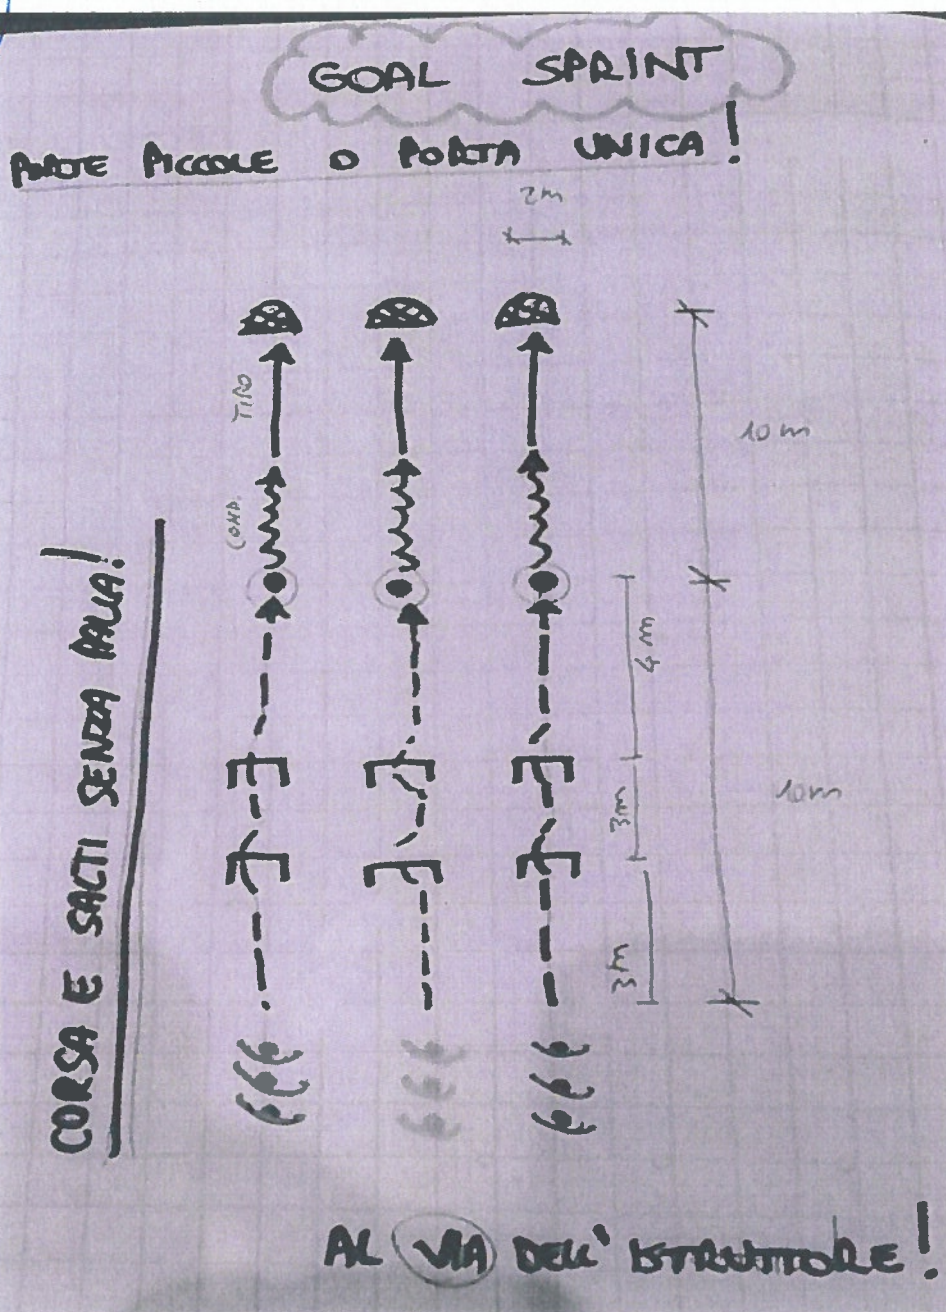 GOAL SPRINT
PORTE PICCOLE O PORTA UNICA!
2m
TIRO
10 m
COND.
CORSA E SALTI SENZA PALLA!
4 m
3m
10m
3m
AL VIA DELL' ISTRUTTORE!